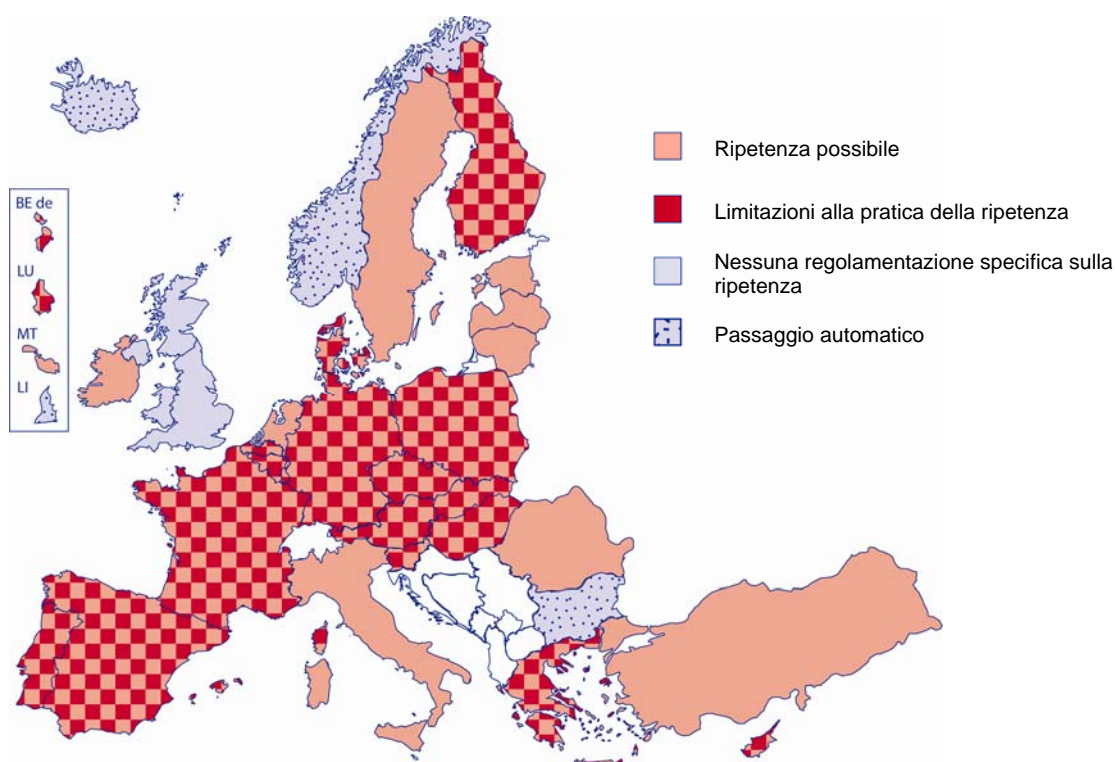 BE de
LU
MT
LI
Ripetenza possibile
Limitazioni alla pratica della ripetenza
Nessuna regolamentazione specifica sulla
ripetenza
Passaggio automatico